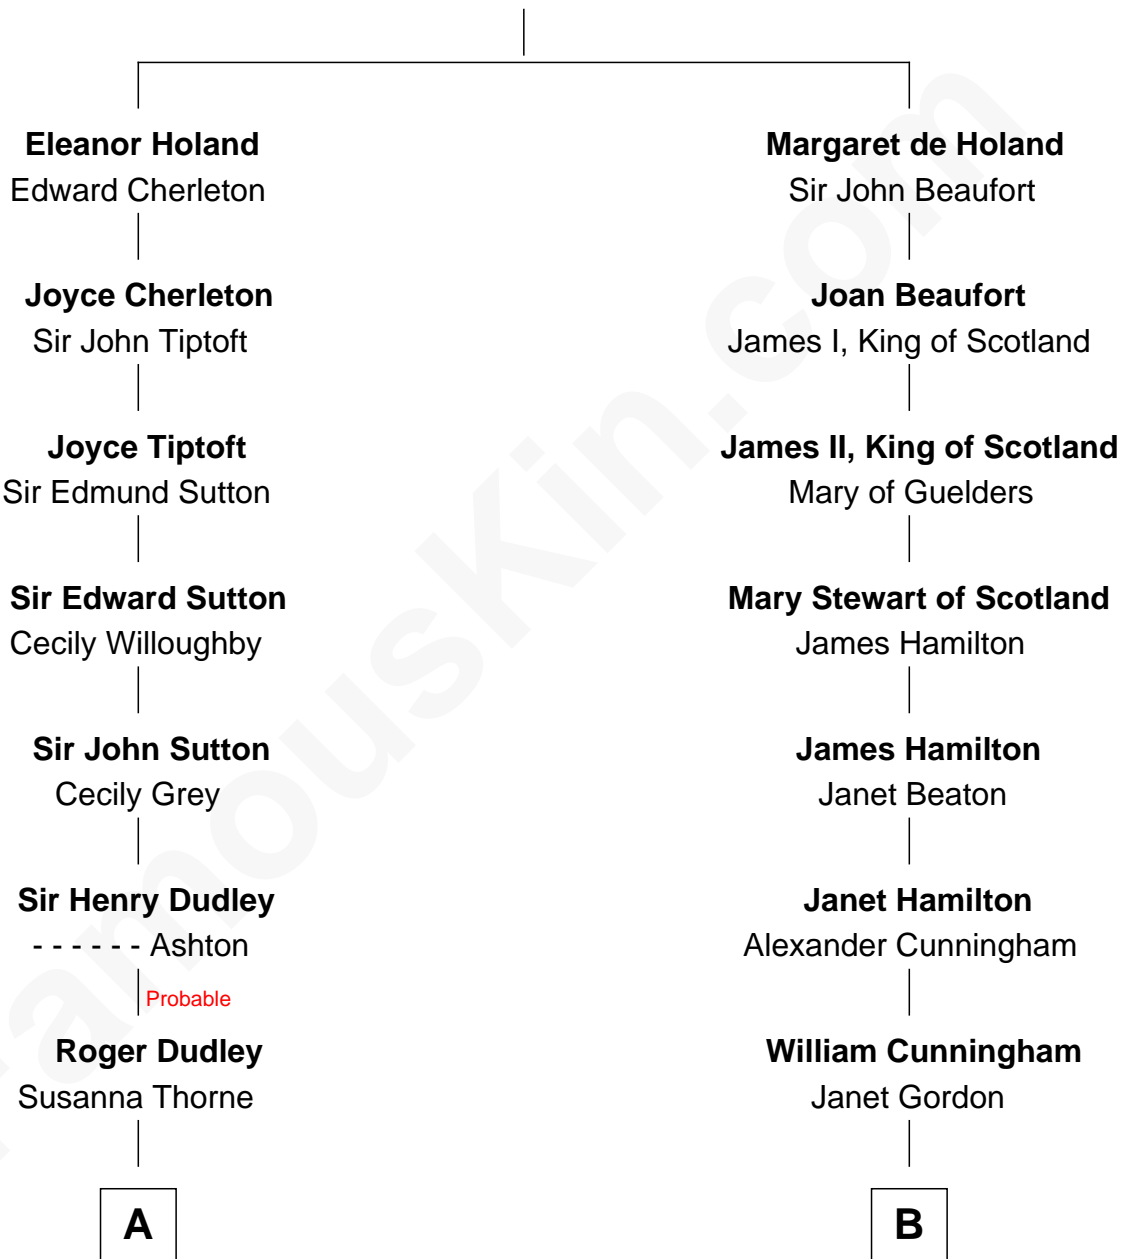 Eleanor Holand
Edward Cherleton
Joyce Cherleton
Sir John Tiptoft
Joyce Tiptoft
Sir Edmund Sutton
Sir Edward Sutton
Cecily Willoughby
Sir John Sutton
Cecily Grey
Sir Henry Dudley
- - - - - - Ashton
Probable
Roger Dudley
Susanna Thorne
A
Margaret de Holand
Sir John Beaufort
Joan Beaufort
James I, King of Scotland
James II, King of Scotland
Mary of Guelders
Mary Stewart of Scotland
James Hamilton
James Hamilton
Janet Beaton
Janet Hamilton
Alexander Cunningham
William Cunningham
Janet Gordon
B
FamousKin.com